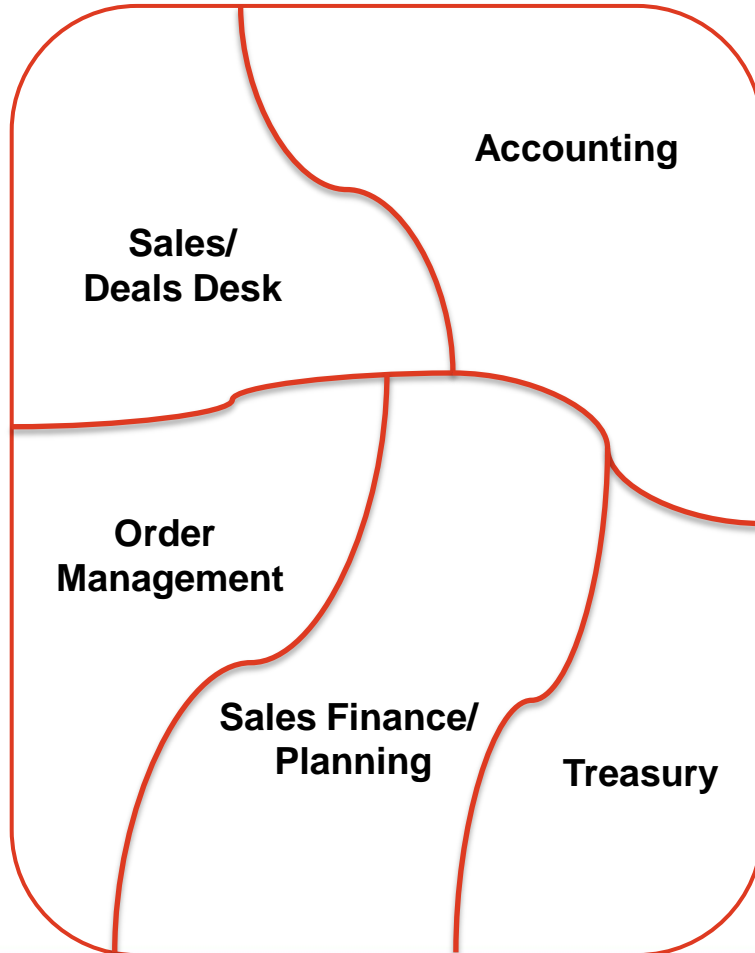 Accounting
Sales/
Deals Desk
Order
Management
Sales Finance/
Planning
Treasury